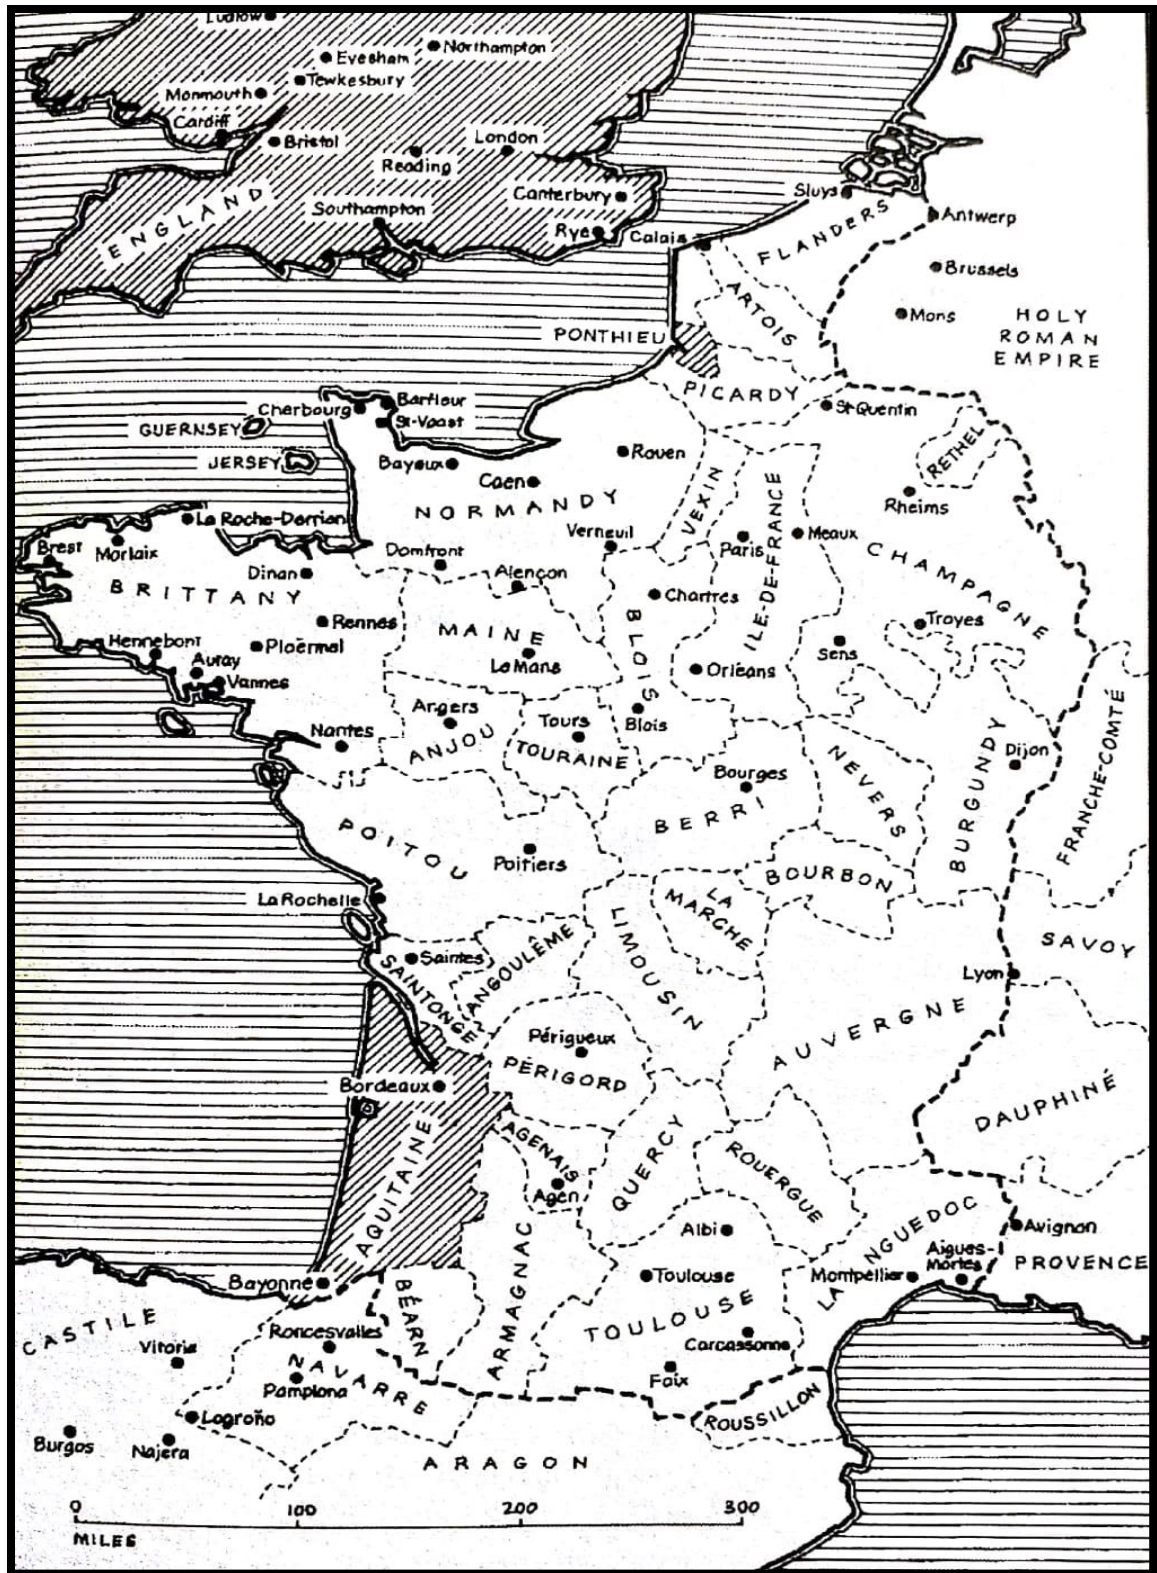 Ludlow
Northampton
Evesham
Tewkesbury
Monmouth
Cardiff
Bristol
London
Reading
Canterbury
Sluys
ENGLAND
Southampton
Rye
Calais
FLANDERS
Antwerp
Brussels
ARTOIS
Mons
HOLY
ROMAN
EMPIRE
PONTHIEU
PICARDY
Cherbourg
Barfleur
St-Vaast
St-Quentin
GUERNSEY
JERSEY
Bayeux
Rouen
RETHEL
Caen
VEXIN
Rheims
NORMANDY
La Roche-Derrien
Verneuil
Paris
ILE-DE-FRANCE
Meaux
CHAMPAGNE
Brest
Morlaix
Domfront
Dinan
Alençon
BRITTANY
Chartres
Rennes
MAINE
BLOIS
Troyes
Hennebont
Ploërmel
Le Mans
Sens
Auray
Orléans
Vannes
Angers
Tours
Blois
Nantes
ANJOU
TOURAINE
Bourges
NEVERS
Dijon
BURGUNDY
FRANCHE-COMTÉ
POITOU
BERRI
Poitiers
BOURBON
La Rochelle
LA
MARCHE
LIMOUSIN
SAVOY
Saintes
ANGOULÊME
SAINTONGE
Lyon
AUVERGNE
Périgueux
PÉRIGORD
Bordeaux
DAUPHINÉ
AGENAIS
QUERCY
ROUERGUE
AQUITAINE
Agen
Albi
LANGUEDOC
Avignon
ARMAGNAC
Aigues-
Mortes
PROVENCE
Bayonne
Toulouse
Montpellier
BÉARN
TOULOUSE
CASTILE
Vitoria
Roncesvalles
Carcassonne
NAVARRE
Pamplona
Foix
Logroño
ROUSSILLON
Burgos
Najera
ARAGON
0 100 200 300
MILES